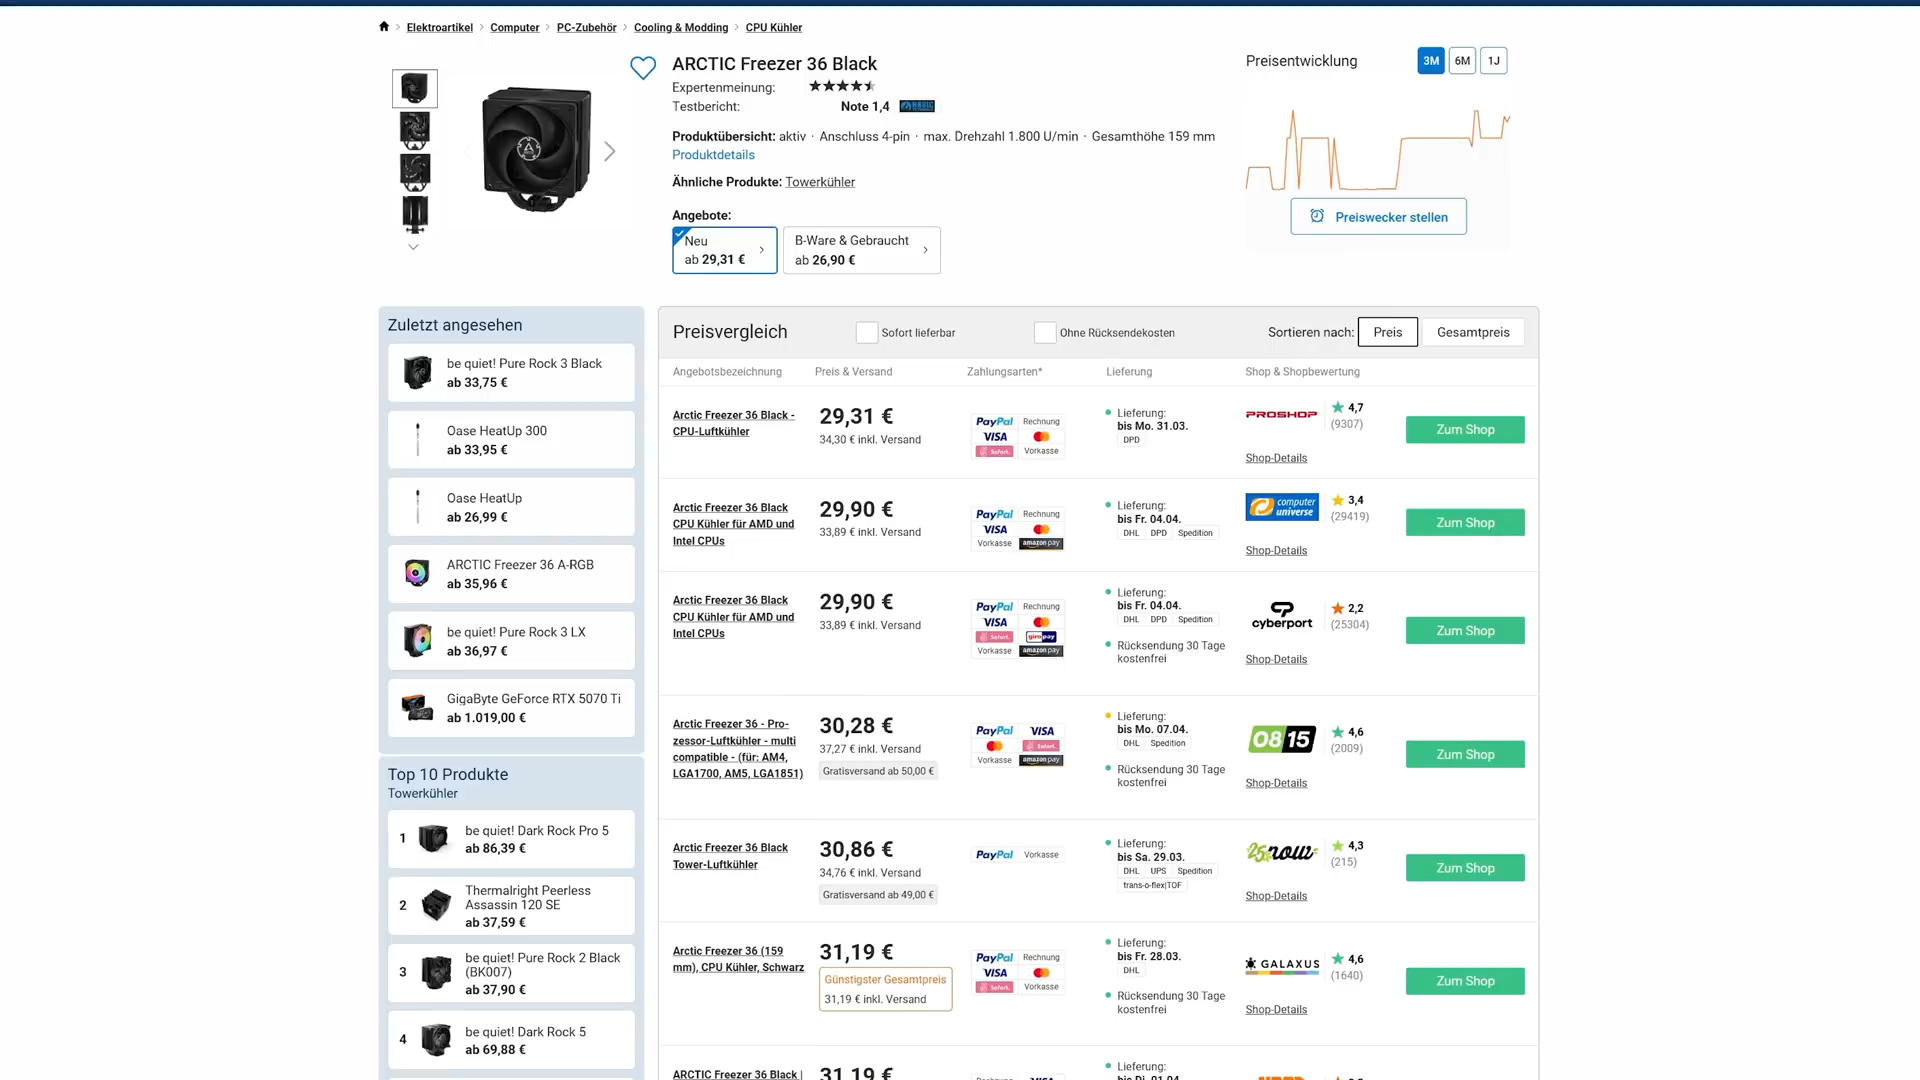 Elektroartikel > Computer > PC-Zubehör > Cooling & Modding > CPU Kühler
ARCTIC Freezer 36 Black
Expertenmeinung:
Testbericht: Note 1,4
Produktübersicht: aktiv · Anschluss 4-pin · max. Drehzahl 1.800 U/min · Gesamthöhe 159 mm
Produktdetails
Ähnliche Produkte: Towerkühler
Angebote:
Neu
ab 29,31 €
B-Ware & Gebraucht
ab 26,90 €
Preisentwicklung
3M 6M 1J
Preiswecker stellen
Zuletzt angesehen
be quiet! Pure Rock 3 Black
ab 33,75 €
Oase HeatUp 300
ab 33,95 €
Oase HeatUp
ab 26,99 €
ARCTIC Freezer 36 A-RGB
ab 35,96 €
be quiet! Pure Rock 3 LX
ab 36,97 €
GigaByte GeForce RTX 5070 Ti
ab 1.019,00 €
Top 10 Produkte
Towerkühler
1
be quiet! Dark Rock Pro 5
ab 86,39 €
2
Thermalright Peerless
Assassin 120 SE
ab 37,59 €
3
be quiet! Pure Rock 2 Black
(BK007)
ab 37,90 €
4
be quiet! Dark Rock 5
ab 69,88 €
Preisvergleich
Sofort lieferbar
Ohne Rücksendekosten
Sortieren nach: Preis Gesamtpreis
Angebotsbezeichnung Preis & Versand Zahlungsarten* Lieferung Shop & Shopbewertung
Arctic Freezer 36 Black -
CPU-Luftkühler
29,31 €
34,30 € inkl. Versand
PayPal Rechnung
VISA
Sofort. Vorkasse
Lieferung:
bis Mo. 31.03.
DPD
PROSHOP
4,7
(9307)
Shop-Details
Zum Shop
Arctic Freezer 36 Black
CPU Kühler für AMD und
Intel CPUs
29,90 €
33,89 € inkl. Versand
PayPal Rechnung
VISA
Vorkasse amazon pay
Lieferung:
bis Fr. 04.04.
DHL DPD Spedition
computer
universe
3,4
(29419)
Shop-Details
Zum Shop
Arctic Freezer 36 Black
CPU Kühler für AMD und
Intel CPUs
29,90 €
33,89 € inkl. Versand
PayPal Rechnung
VISA
Sofort. giropay
Vorkasse amazon pay
Lieferung:
bis Fr. 04.04.
DHL DPD Spedition
Rücksendung 30 Tage
kostenfrei
cyberport
2,2
(25304)
Shop-Details
Zum Shop
Arctic Freezer 36 - Pro-
zessor-Luftkühler - multi
compatible - (für: AM4,
LGA1700, AM5, LGA1851)
30,28 €
37,27 € inkl. Versand
Gratisversand ab 50,00 €
PayPal VISA
Sofort.
Vorkasse amazon pay
Lieferung:
bis Mo. 07.04.
DHL Spedition
Rücksendung 30 Tage
kostenfrei
0815
4,6
(2009)
Shop-Details
Zum Shop
Arctic Freezer 36 Black
Tower-Luftkühler
30,86 €
34,76 € inkl. Versand
Gratisversand ab 49,00 €
PayPal Vorkasse
Lieferung:
bis Sa. 29.03.
DHL UPS Spedition
trans-o-flex|TOF
25now
4,3
(215)
Shop-Details
Zum Shop
Arctic Freezer 36 (159
mm), CPU Kühler, Schwarz
31,19 €
Günstigster Gesamtpreis
31,19 € inkl. Versand
PayPal Rechnung
VISA
Sofort. Vorkasse
Lieferung:
bis Fr. 28.03.
DHL
Rücksendung 30 Tage
kostenfrei
GALAXUS
4,6
(1640)
Shop-Details
Zum Shop
ARCTIC Freezer 36 Black |
31,19 €
Lieferung: